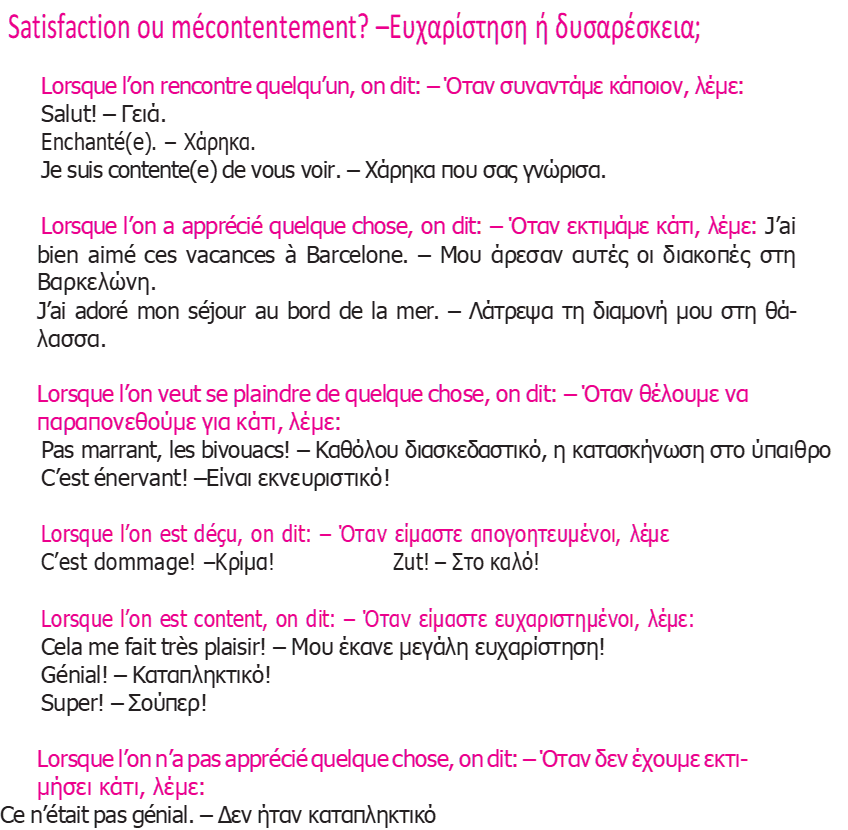 Satisfaction ou mécontentement? –Ευχαρίστηση ή δυσαρέσκεια;
Lorsque l’on rencontre quelqu’un, on dit: – Όταν συναντάμε κάποιον, λέμε:
Salut! – Γειά.
Enchanté(e). – Χάρηκα.
Je suis contente(e) de vous voir. – Χάρηκα που σας γνώρισα.
Lorsque l’on a apprécié quelque chose, on dit: – Όταν εκτιμάμε κάτι, λέμε: J’ai
bien aimé ces vacances à Barcelone. – Μου άρεσαν αυτές οι διακοπές στη
Βαρκελώνη.
J’ai adoré mon séjour au bord de la mer. – Λάτρεψα τη διαμονή μου στη θά-
λασσα.
Lorsque l’on veut se plaindre de quelque chose, on dit: – Όταν θέλουμε να
παραπονεθούμε για κάτι, λέμε:
Pas marrant, les bivouacs! – Καθόλου διασκεδαστικό, η κατασκήνωση στο ύπαιθρο
C’est énervant! –Είναι εκνευριστικό!
Lorsque l’on est déçu, on dit: – Όταν είμαστε απογοητευμένοι, λέμε
C’est dommage! –Κρίμα! Zut! – Στο καλό!
Lorsque l’on est content, on dit: – Όταν είμαστε ευχαριστημένοι, λέμε:
Cela me fait très plaisir! – Μου έκανε μεγάλη ευχαρίστηση!
Génial! – Καταπληκτικό!
Super! – Σούπερ!
Lorsque l’on n’a pas apprécié quelque chose, on dit: – Όταν δεν έχουμε εκτι-
μήσει κάτι, λέμε:
Ce n’était pas génial. – Δεν ήταν καταπληκτικό